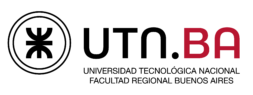 UTN.BA
UNIVERSIDAD TECNOLÓGICA NACIONAL
FACULTAD REGIONAL BUENOS AIRES